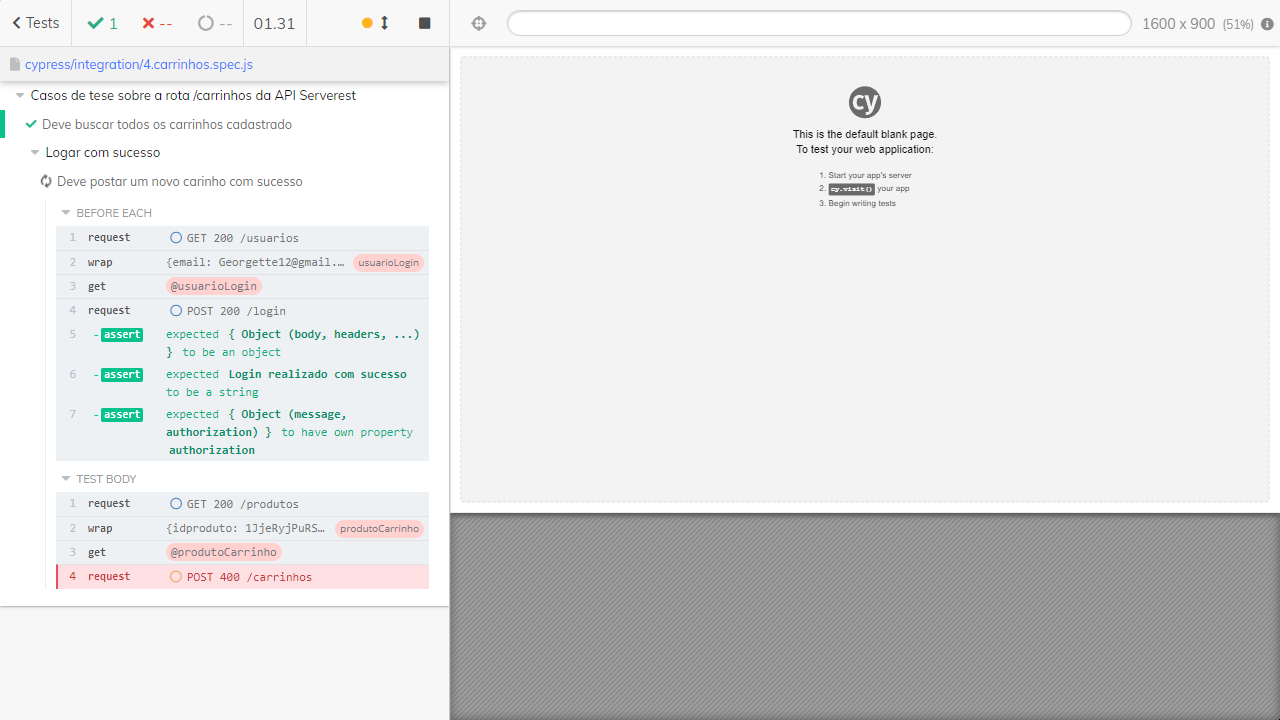 Tests
1
--
--
01.31
1600 x 900 (51%)
cypress/integration/4.carrinhos.spec.js
Casos de tese sobre a rota /carrinhos da API Serverest
Deve buscar todos os carrinhos cadastrado
Logar com sucesso
Deve postar um novo carinho com sucesso
BEFORE EACH
1 request GET 200 /usuarios
2 wrap {email: Georgette12@gmail.… usuarioLogin
3 get @usuarioLogin
4 request POST 200 /login
5 -assert expected { Object (body, headers, ...)
} to be an object
6 -assert expected Login realizado com sucesso
to be a string
7 -assert expected { Object (message,
authorization) } to have own property
authorization
TEST BODY
1 request GET 200 /produtos
2 wrap {idproduto: 1JjeRyjPuRS… produtoCarrinho
3 get @produtoCarrinho
4 request POST 400 /carrinhos
cy
This is the default blank page.
To test your web application:
1. Start your app's server
2. cy.visit() your app
3. Begin writing tests